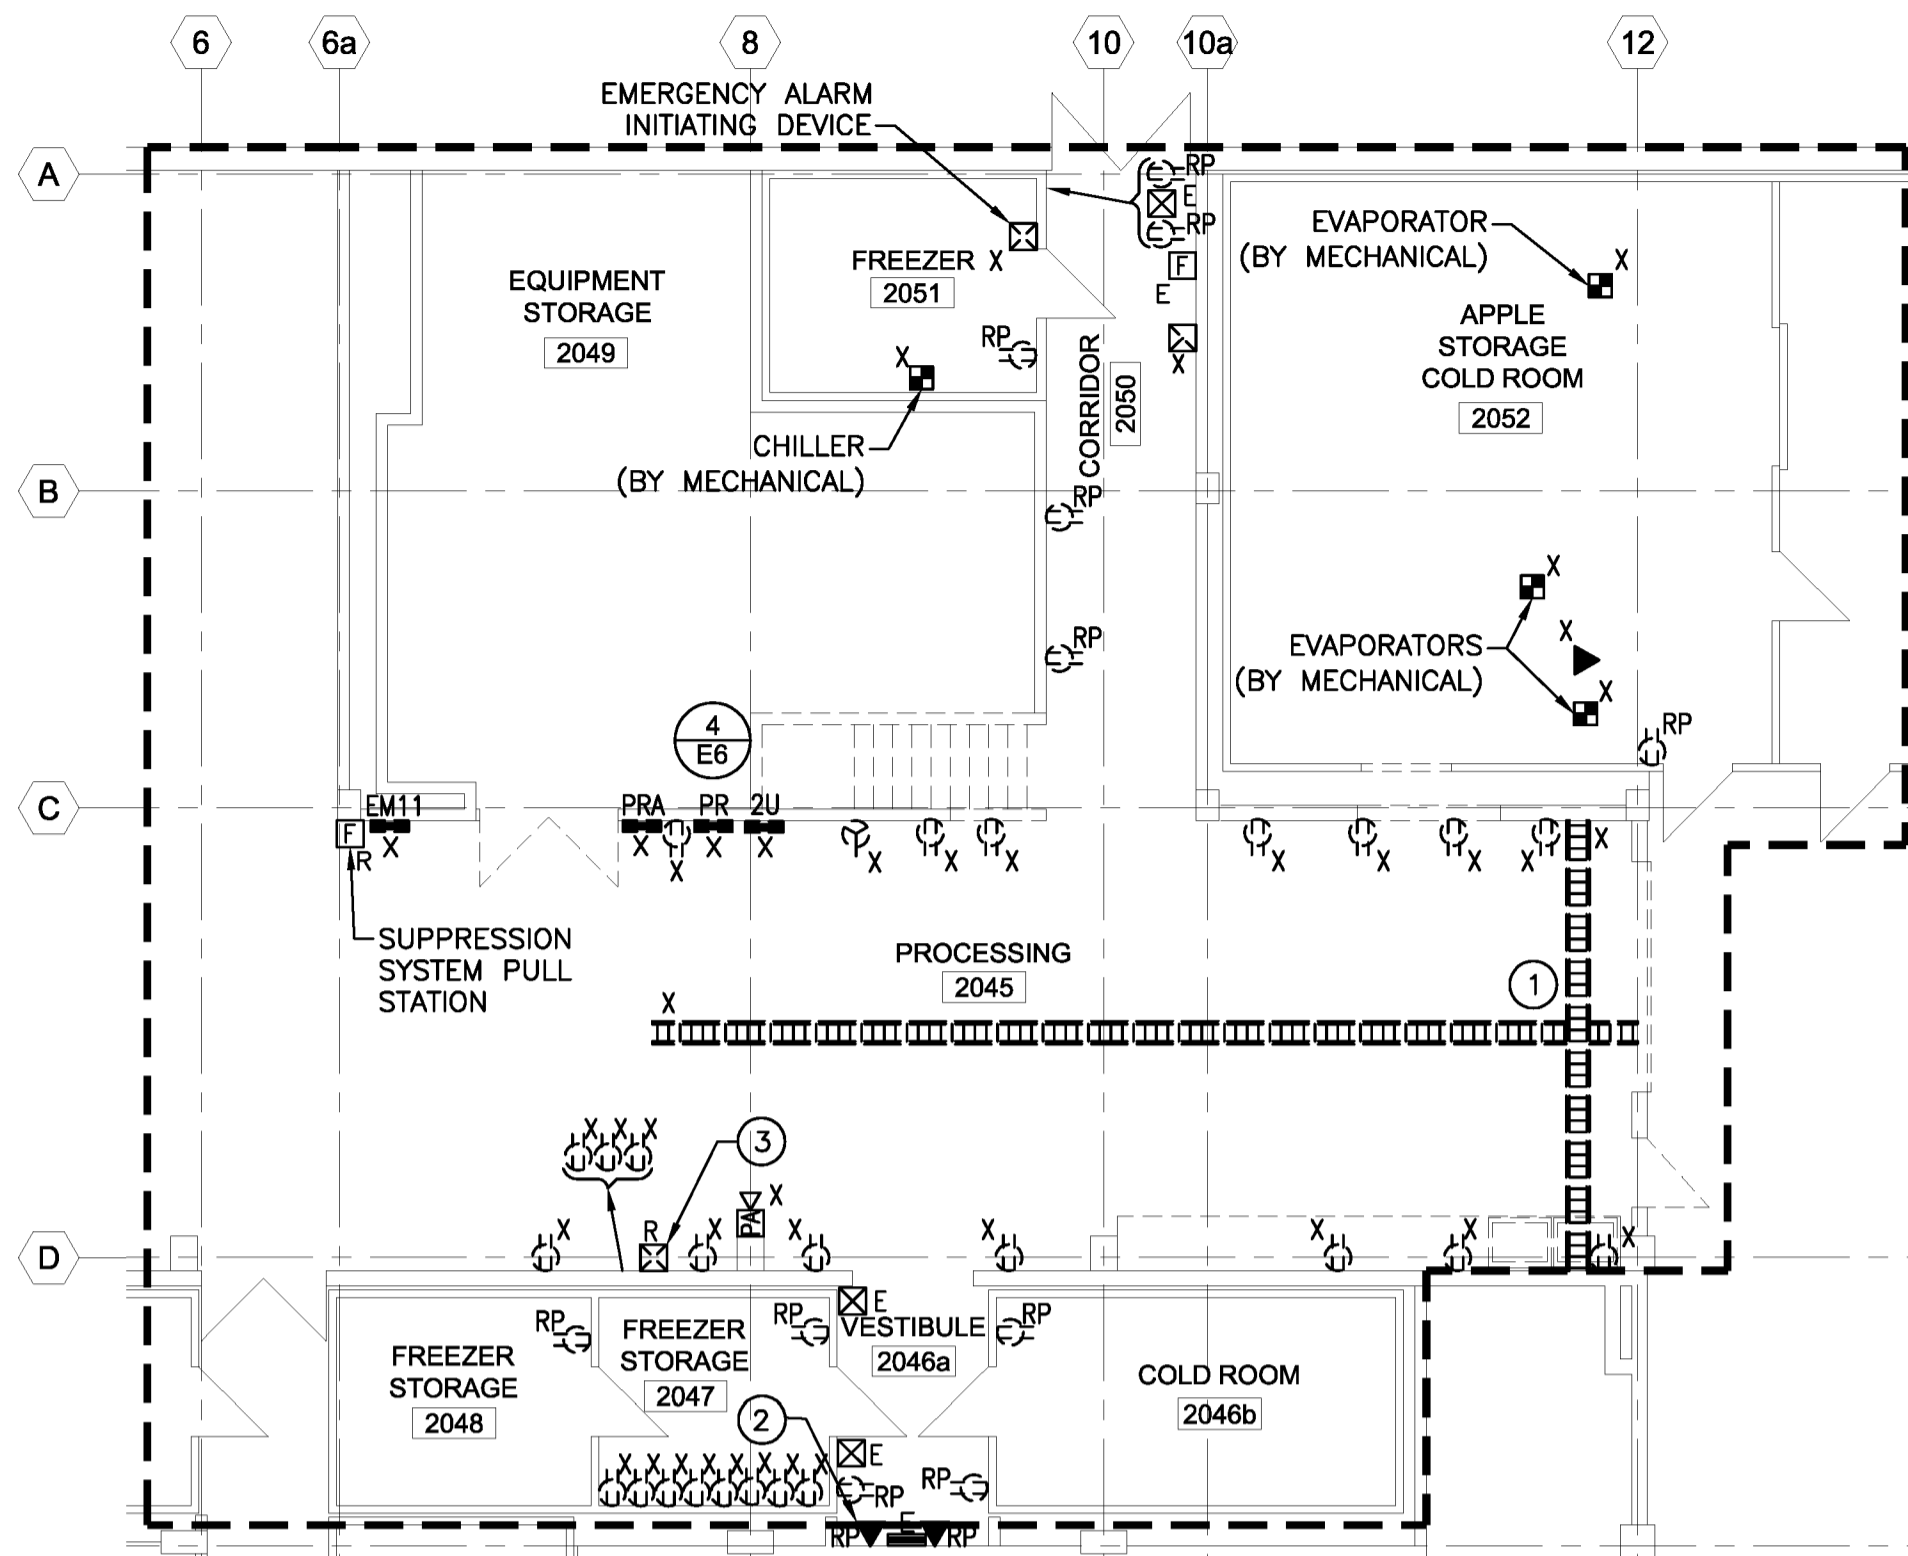 6 6a 8 10 10a 12
EMERGENCY ALARM
INITIATING DEVICE
A
RP
E
RP
EVAPORATOR
(BY MECHANICAL)
X
FREEZER X
2051
F
E
EQUIPMENT
STORAGE
2049
APPLE
STORAGE
COLD ROOM
2052
RP
X
X
CORRIDOR
2050
CHILLER
(BY MECHANICAL)
B
RP
X
RP
X
EVAPORATORS
(BY MECHANICAL)
X
RP
4
E6
C
EM11 PRA PR 2U
F
R X X X X X X X X X X X X X
SUPPRESSION
SYSTEM PULL
STATION
PROCESSING
2045
1
X
X X X
3
X
PA
D
X R X X X X X X
E
RP RP RP
VESTIBULE
2046a
FREEZER
STORAGE
2047
FREEZER
STORAGE
2048
COLD ROOM
2046b
2
E
X X X X X X X X
RP RP
RP E RP